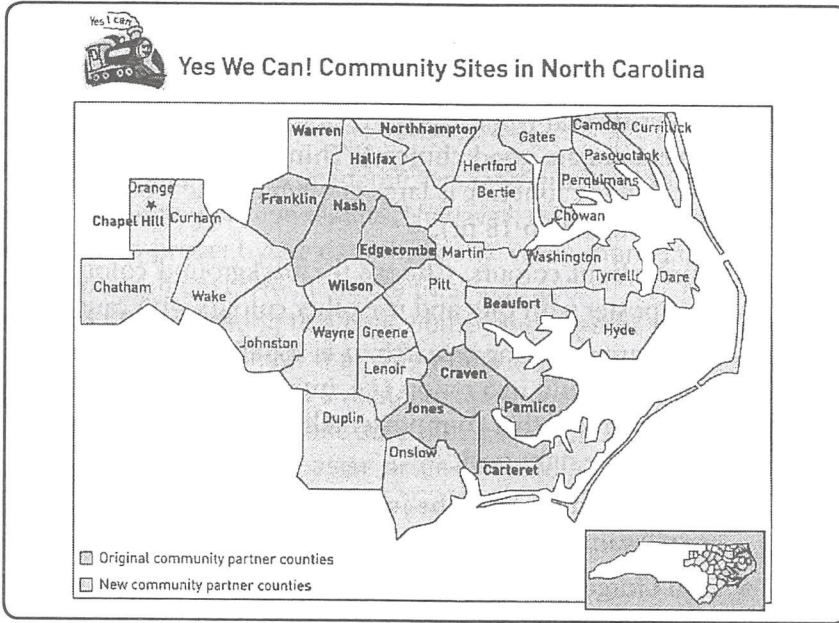 Yes I can
Yes We Can! Community Sites in North Carolina
Warren
Northhampton
Gates
Camden
Currituck
Halifax
Hertford
Pasquotank
Orange
Franklin
Nash
Bertie
Perquimans
Chapel Hill
Curham
Chowan
Edgecombe
Martin
Washington
Chatham
Wake
Wilson
Pitt
Tyrrell
Dare
Beaufort
Johnston
Wayne
Greene
Hyde
Lenoir
Craven
Duplin
Jones
Pamlico
Onslow
Carteret
Original community partner counties
New community partner counties